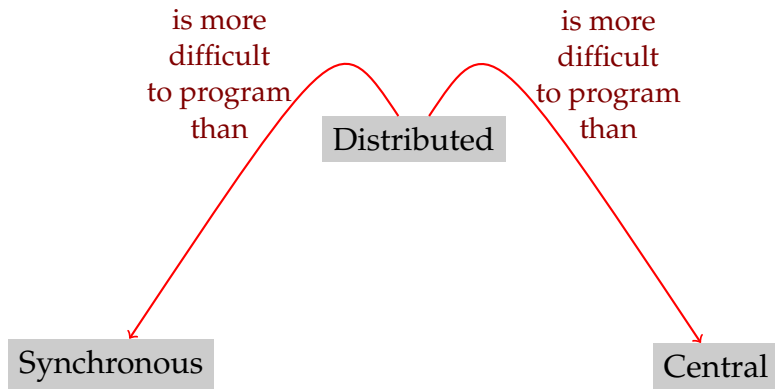 is more
difficult
to program
than
is more
difficult
to program
than
Distributed
Synchronous
Central